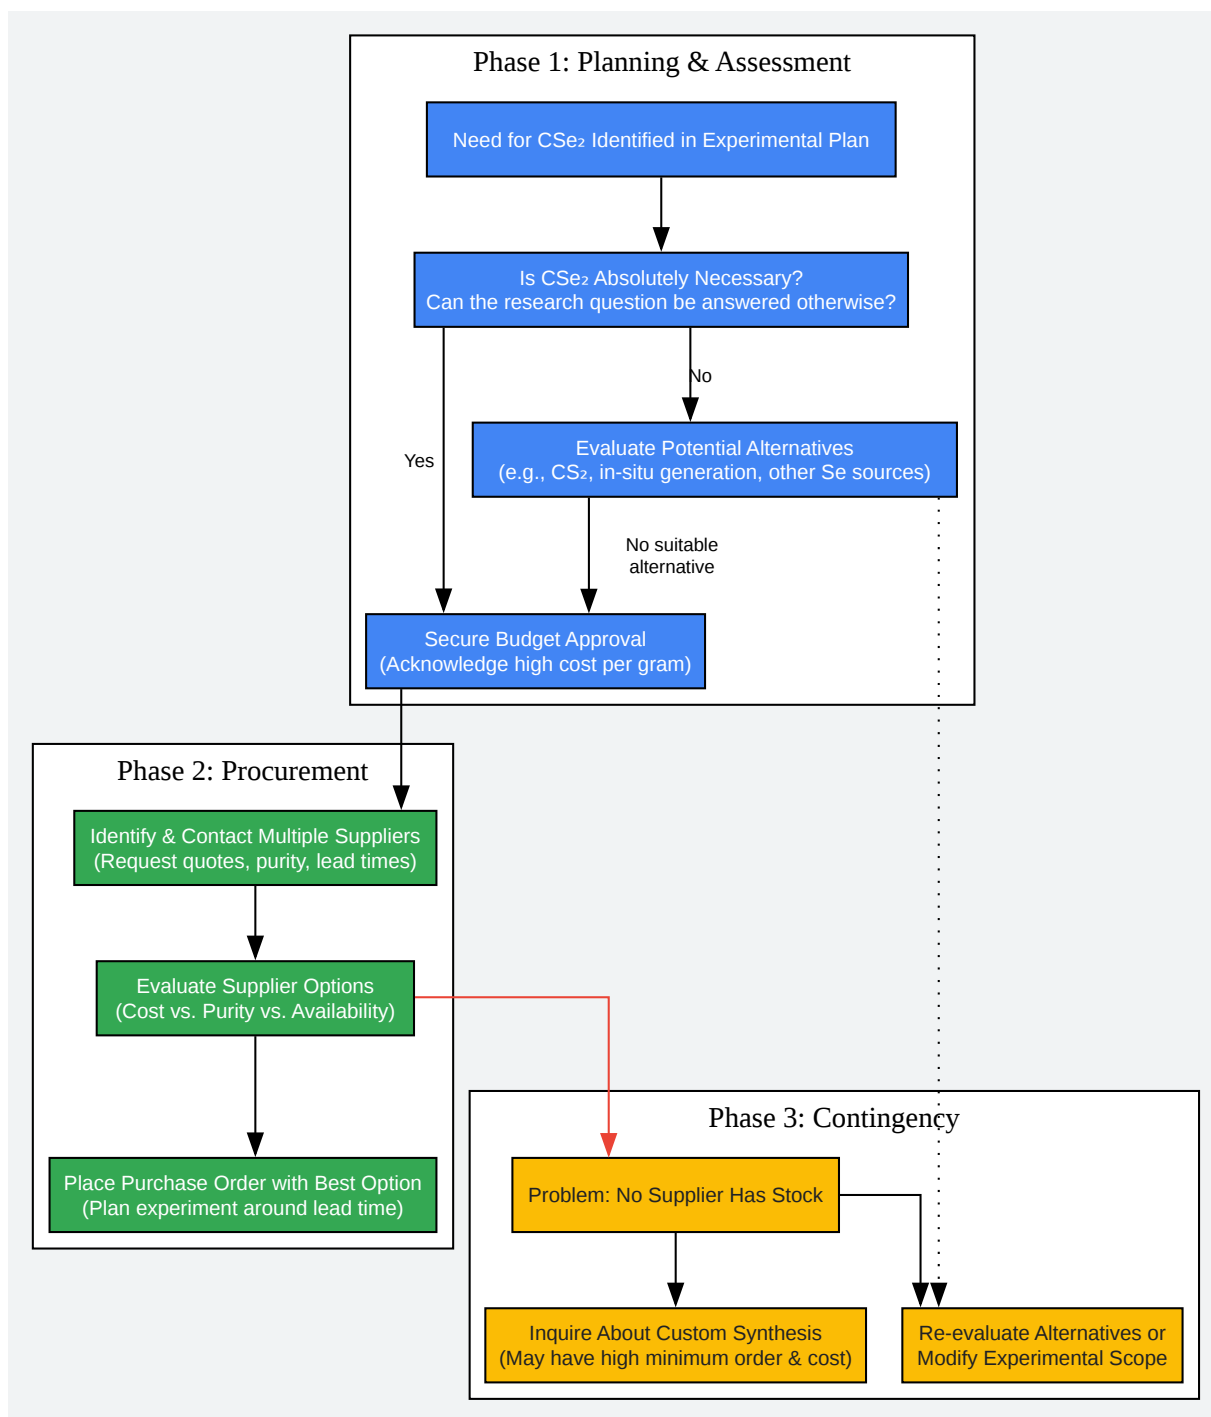 Phase 1: Planning & Assessment
Need for CSe₂ Identified in Experimental Plan
Is CSe₂ Absolutely Necessary?
Can the research question be answered otherwise?
No
Evaluate Potential Alternatives
(e.g., CS₂, in-situ generation, other Se sources)
Yes
No suitable
alternative
Secure Budget Approval
(Acknowledge high cost per gram)
Phase 2: Procurement
Identify & Contact Multiple Suppliers
(Request quotes, purity, lead times)
Evaluate Supplier Options
(Cost vs. Purity vs. Availability)
Place Purchase Order with Best Option
(Plan experiment around lead time)
Phase 3: Contingency
Problem: No Supplier Has Stock
Inquire About Custom Synthesis
(May have high minimum order & cost)
Re-evaluate Alternatives or
Modify Experimental Scope